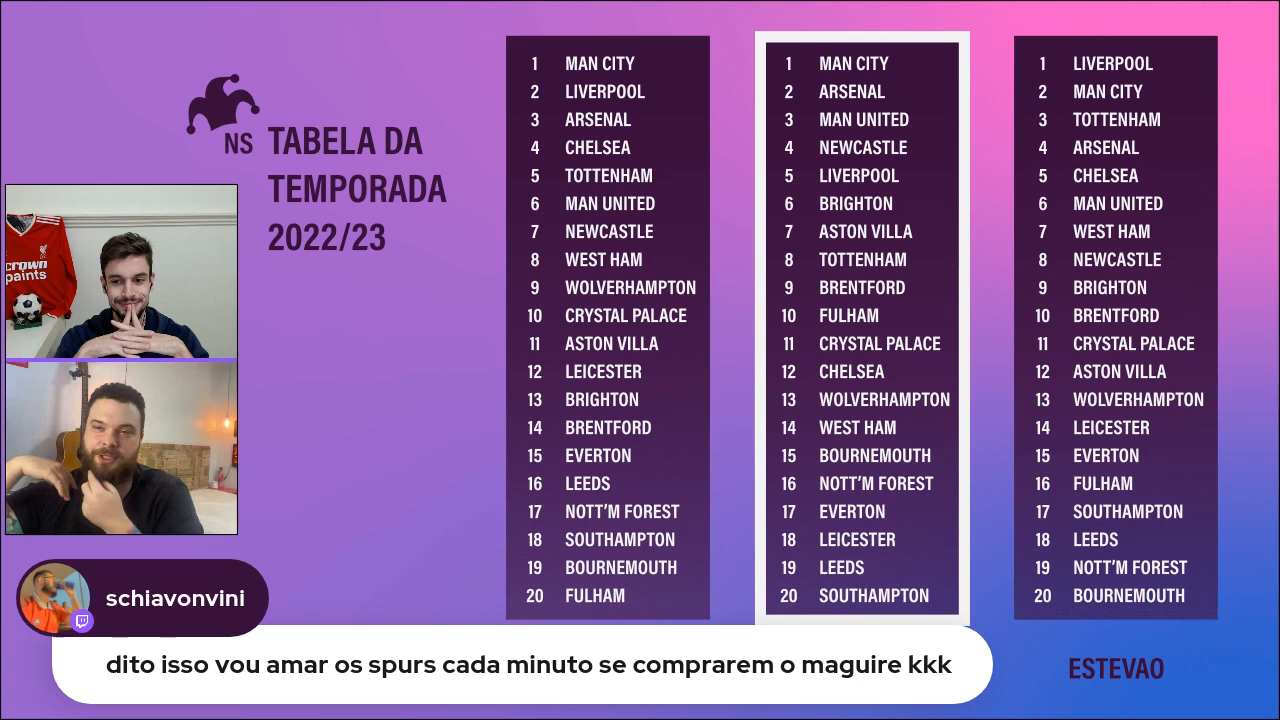 NS
TABELA DA
TEMPORADA
2022/23
crown
paints
1 MAN CITY
2 LIVERPOOL
3 ARSENAL
4 CHELSEA
5 TOTTENHAM
6 MAN UNITED
7 NEWCASTLE
8 WEST HAM
9 WOLVERHAMPTON
10 CRYSTAL PALACE
11 ASTON VILLA
12 LEICESTER
13 BRIGHTON
14 BRENTFORD
15 EVERTON
16 LEEDS
17 NOTT'M FOREST
18 SOUTHAMPTON
19 BOURNEMOUTH
20 FULHAM
1 MAN CITY
2 ARSENAL
3 MAN UNITED
4 NEWCASTLE
5 LIVERPOOL
6 BRIGHTON
7 ASTON VILLA
8 TOTTENHAM
9 BRENTFORD
10 FULHAM
11 CRYSTAL PALACE
12 CHELSEA
13 WOLVERHAMPTON
14 WEST HAM
15 BOURNEMOUTH
16 NOTT'M FOREST
17 EVERTON
18 LEICESTER
19 LEEDS
20 SOUTHAMPTON
1 LIVERPOOL
2 MAN CITY
3 TOTTENHAM
4 ARSENAL
5 CHELSEA
6 MAN UNITED
7 WEST HAM
8 NEWCASTLE
9 BRIGHTON
10 BRENTFORD
11 CRYSTAL PALACE
12 ASTON VILLA
13 WOLVERHAMPTON
14 LEICESTER
15 EVERTON
16 FULHAM
17 SOUTHAMPTON
18 LEEDS
19 NOTT'M FOREST
20 BOURNEMOUTH
ESTEVAO
schiavonvini
dito isso vou amar os spurs cada minuto se comprarem o maguire kkk